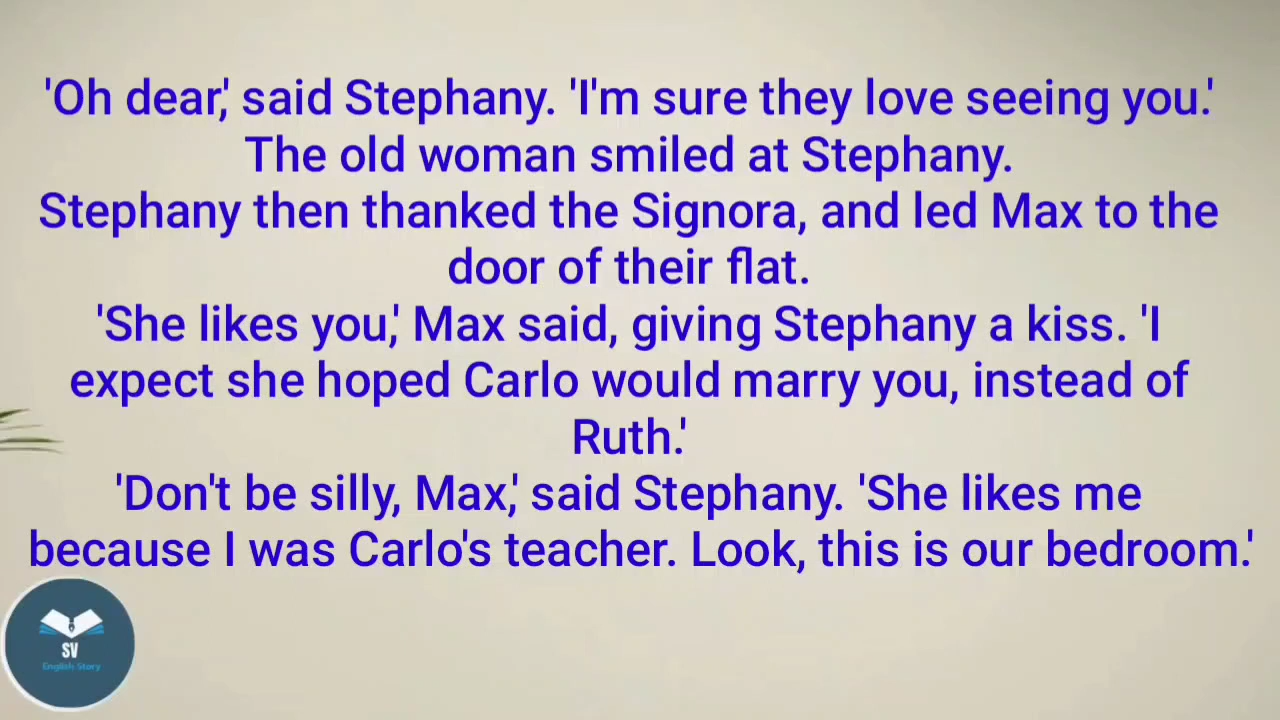 'Oh dear,' said Stephany. 'I'm sure they love seeing you.'
The old woman smiled at Stephany.
Stephany then thanked the Signora, and led Max to the
door of their flat.
'She likes you,' Max said, giving Stephany a kiss. 'I
expect she hoped Carlo would marry you, instead of
Ruth.'
'Don't be silly, Max,' said Stephany. 'She likes me
because I was Carlo's teacher. Look, this is our bedroom.'
SV
English Story